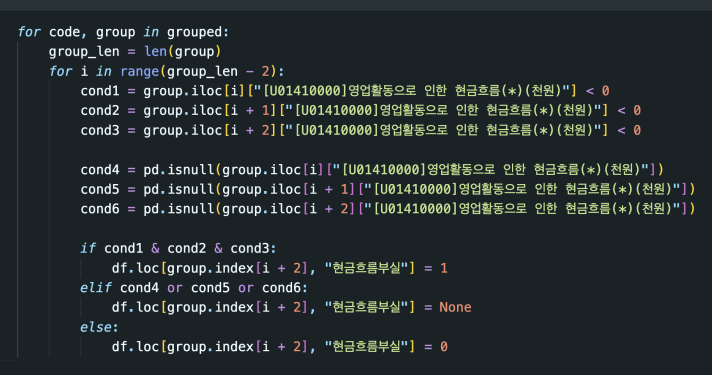 for code, group in grouped:
    group_len = len(group)
    for i in range(group_len - 2):
        cond1 = group.iloc[i]["[U01410000]영업활동으로 인한 현금흐름(*)(천원)"] < 0
        cond2 = group.iloc[i + 1]["[U01410000]영업활동으로 인한 현금흐름(*)(천원)"] < 0
        cond3 = group.iloc[i + 2]["[U01410000]영업활동으로 인한 현금흐름(*)(천원)"] < 0

        cond4 = pd.isnull(group.iloc[i]["[U01410000]영업활동으로 인한 현금흐름(*)(천원)"])
        cond5 = pd.isnull(group.iloc[i + 1]["[U01410000]영업활동으로 인한 현금흐름(*)(천원)"])
        cond6 = pd.isnull(group.iloc[i + 2]["[U01410000]영업활동으로 인한 현금흐름(*)(천원)"])

        if cond1 & cond2 & cond3:
            df.loc[group.index[i + 2], "현금흐름부실"] = 1
        elif cond4 or cond5 or cond6:
            df.loc[group.index[i + 2], "현금흐름부실"] = None
        else:
            df.loc[group.index[i + 2], "현금흐름부실"] = 0